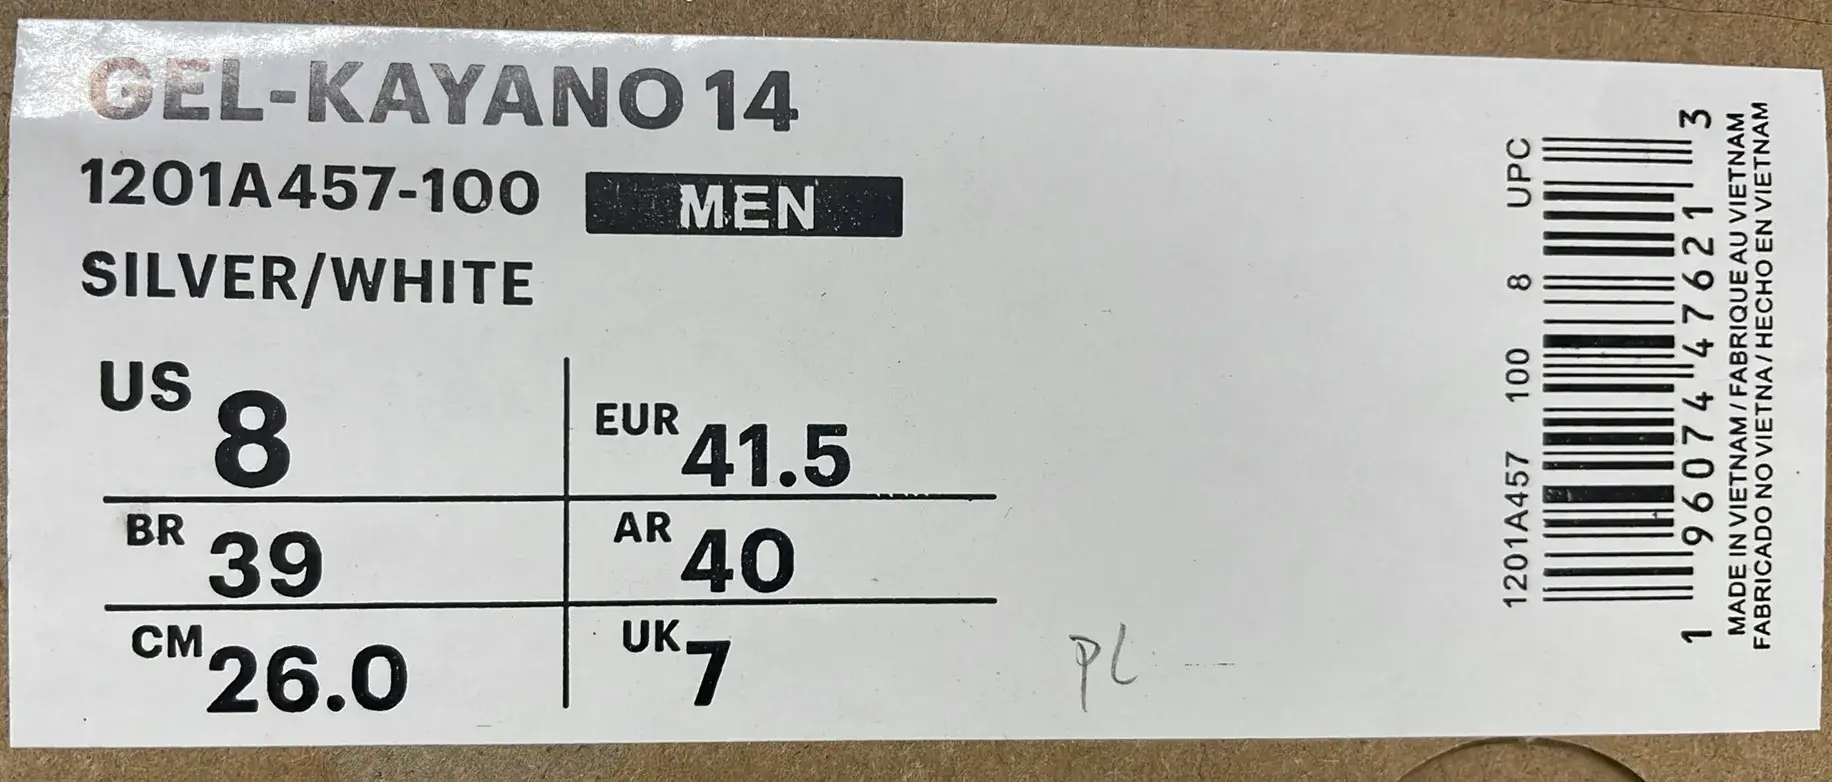 GEL-KAYANO 14
1201A457-100 MEN
SILVER/WHITE
US 8
EUR 41.5
BR 39
AR 40
CM 26.0
UK 7
PL
1201A457 100 8 UPC
1 96074 47621 3
MADE IN VIETNAM / FABRIQUE AU VIETNAM
FABRICADO NO VIETNA / HECHO EN VIETNAM